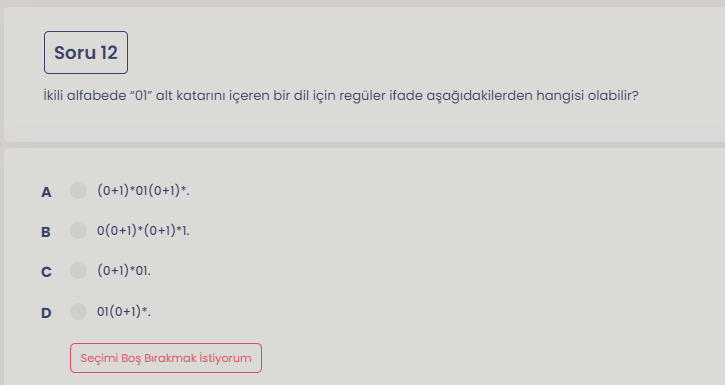 Soru 12
İkili alfabede “01” alt katarını içeren bir dil için regüler ifade aşağıdakilerden hangisi olabilir?
A (0+1)*01(0+1)*.
B 0(0+1)*(0+1)*1.
C (0+1)*01.
D 01(0+1)*.
Seçimi Boş Bırakmak İstiyorum